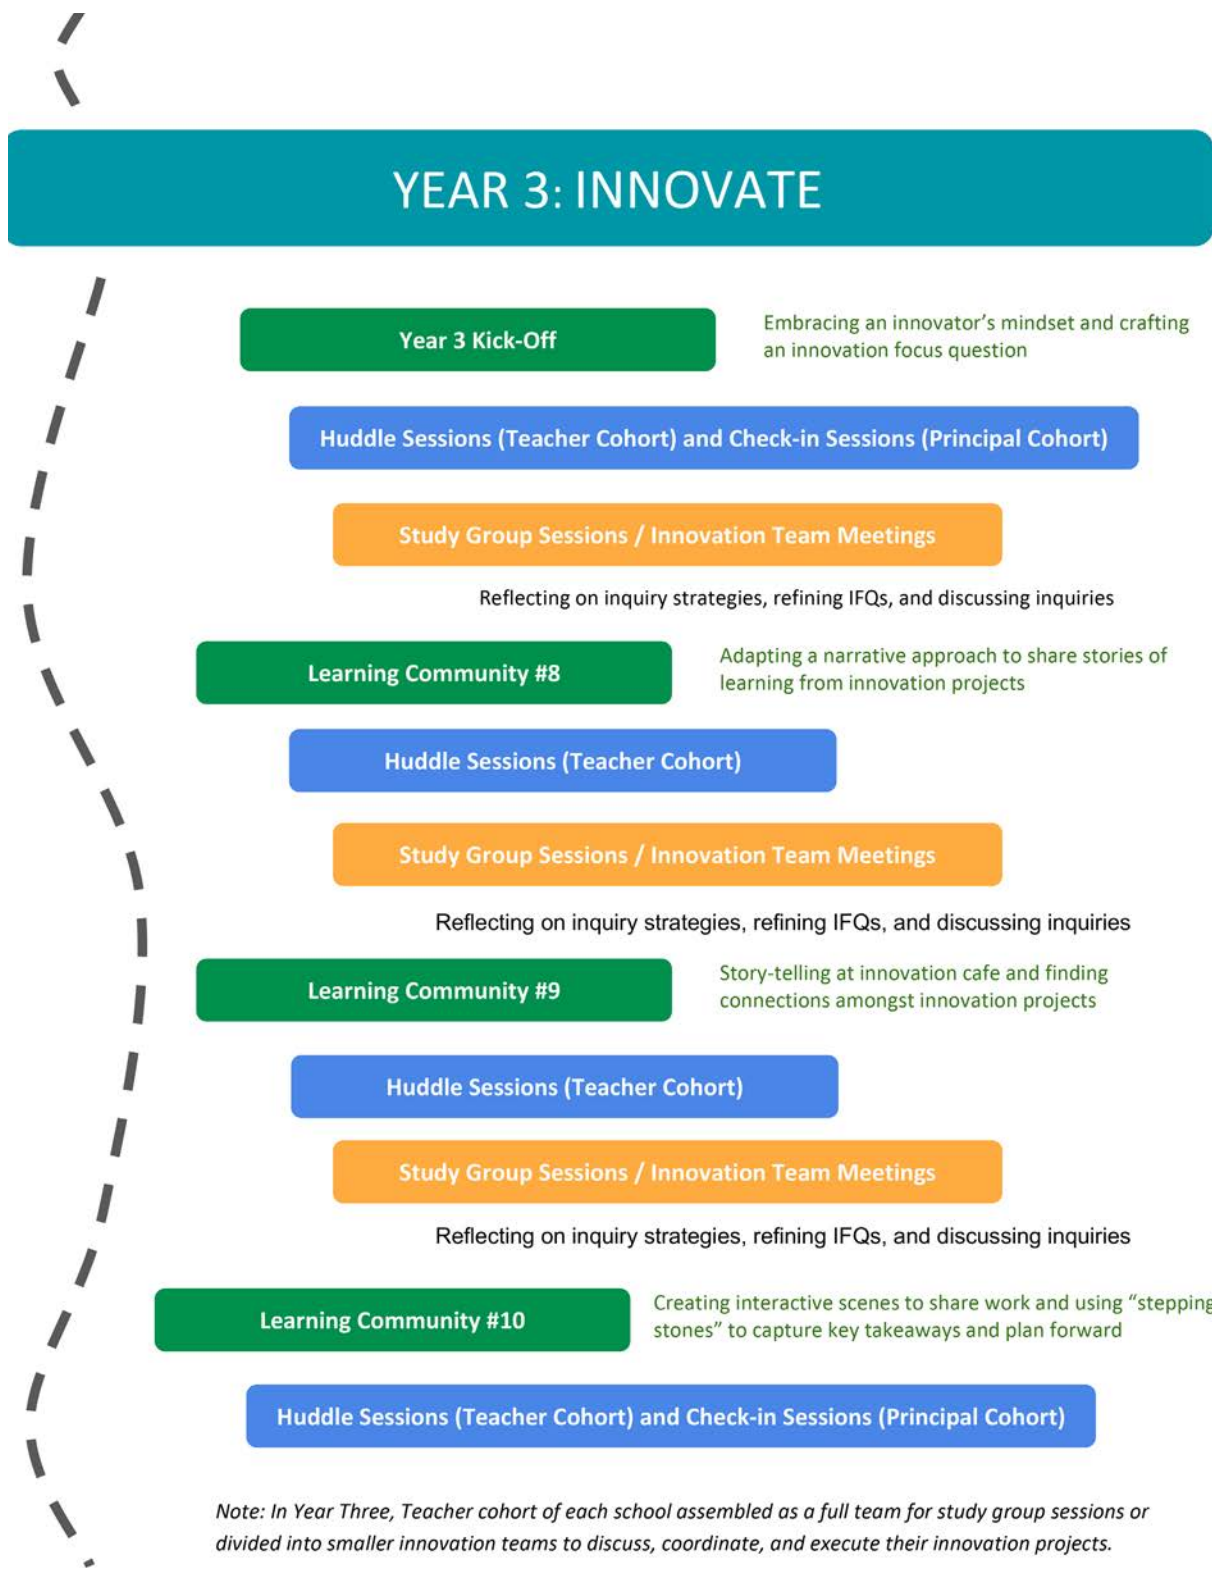 YEAR 3: INNOVATE
Year 3 Kick-Off
Embracing an innovator’s mindset and crafting
an innovation focus question
Huddle Sessions (Teacher Cohort) and Check-in Sessions (Principal Cohort)
Study Group Sessions / Innovation Team Meetings
Reflecting on inquiry strategies, refining IFQs, and discussing inquiries
Learning Community #8
Adapting a narrative approach to share stories of
learning from innovation projects
Huddle Sessions (Teacher Cohort)
Study Group Sessions / Innovation Team Meetings
Reflecting on inquiry strategies, refining IFQs, and discussing inquiries
Learning Community #9
Story-telling at innovation cafe and finding
connections amongst innovation projects
Huddle Sessions (Teacher Cohort)
Study Group Sessions / Innovation Team Meetings
Reflecting on inquiry strategies, refining IFQs, and discussing inquiries
Learning Community #10
Creating interactive scenes to share work and using “stepping
stones” to capture key takeaways and plan forward
Huddle Sessions (Teacher Cohort) and Check-in Sessions (Principal Cohort)
Note: In Year Three, Teacher cohort of each school assembled as a full team for study group sessions or
divided into smaller innovation teams to discuss, coordinate, and execute their innovation projects.